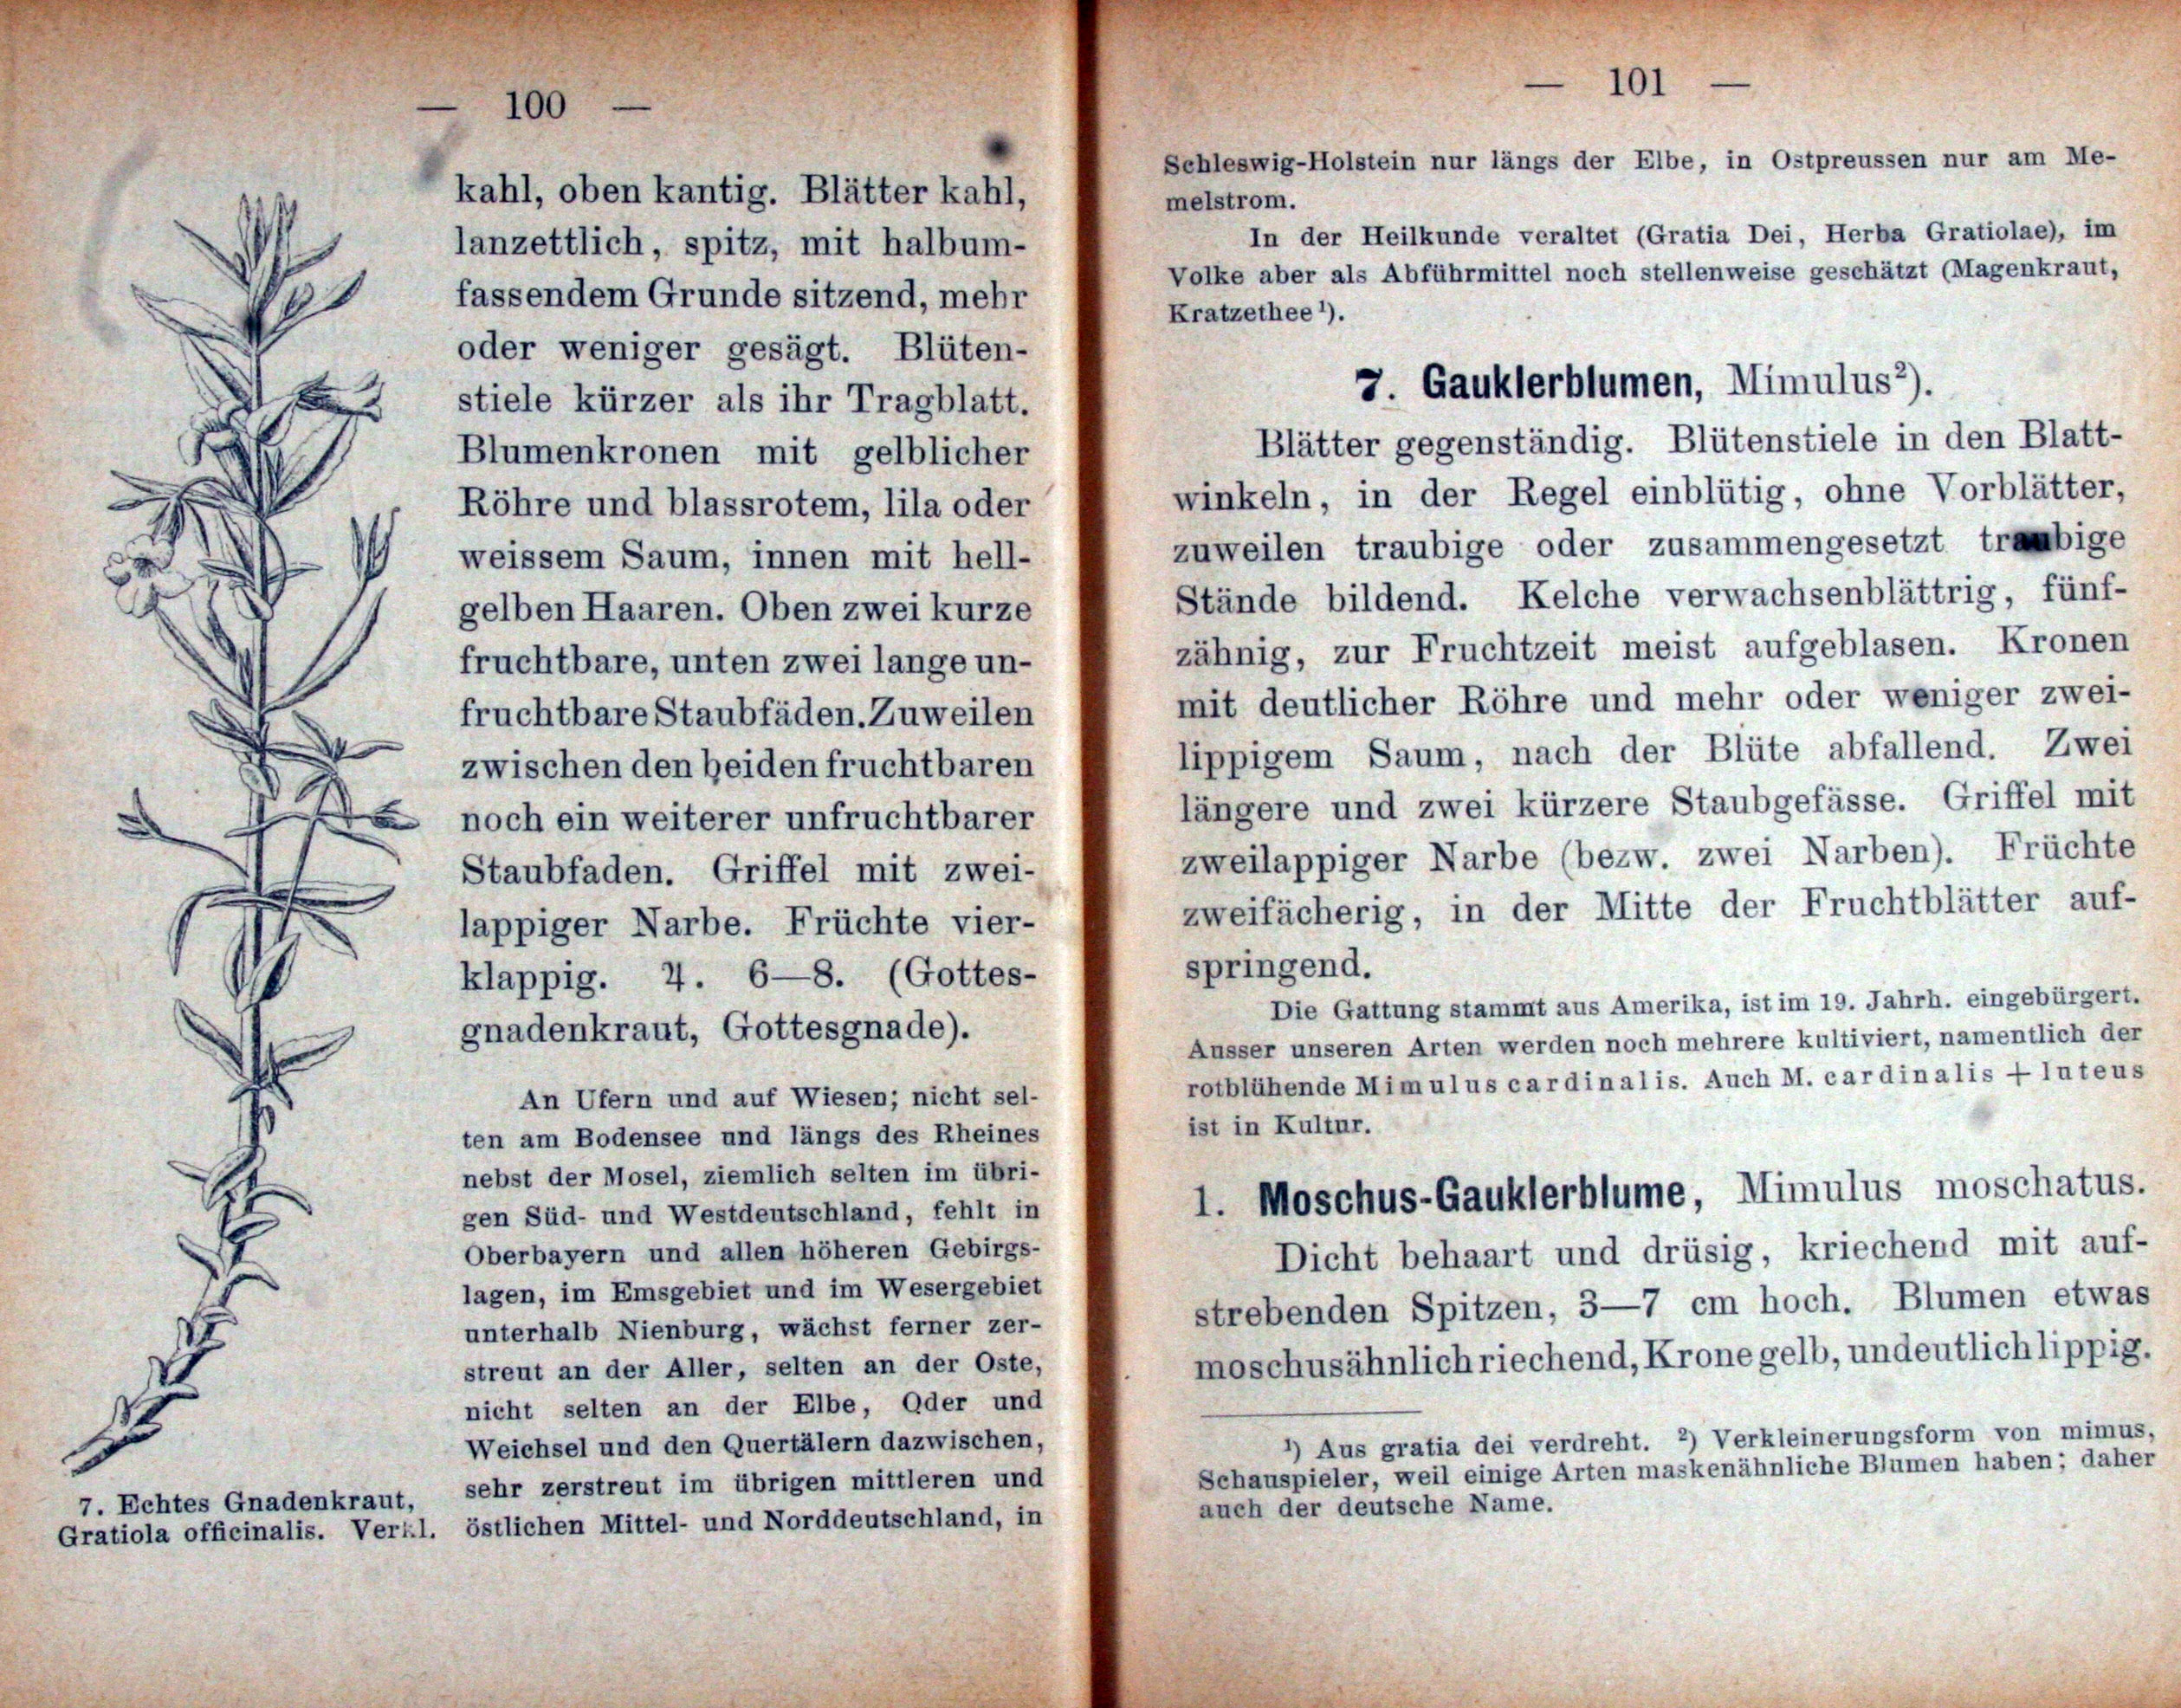 — 100 —
kahl, oben kantig. Blätter kahl,
lanzettlich, spitz, mit halbum-
fassendem Grunde sitzend, mehr
oder weniger gesägt. Blüten-
stiele kürzer als ihr Tragblatt.
Blumenkronen mit gelblicher
Röhre und blassrotem, lila oder
weissem Saum, innen mit hell-
gelben Haaren. Oben zwei kurze
fruchtbare, unten zwei lange un-
fruchtbare Staubfäden. Zuweilen
zwischen den beiden fruchtbaren
noch ein weiterer unfruchtbarer
Staubfaden. Griffel mit zwei-
lappiger Narbe. Früchte vier-
klappig. ♃. 6—8. (Gottes-
gnadenkraut, Gottesgnade).
An Ufern und auf Wiesen; nicht sel-
ten am Bodensee und längs des Rheines
nebst der Mosel, ziemlich selten im übri-
gen Süd- und Westdeutschland, fehlt in
Oberbayern und allen höheren Gebirgs-
lagen, im Emsgebiet und im Wesergebiet
unterhalb Nienburg, wächst ferner zer-
streut an der Aller, selten an der Oste,
nicht selten an der Elbe, Oder und
Weichsel und den Quertälern dazwischen,
sehr zerstreut im übrigen mittleren und
östlichen Mittel- und Norddeutschland, in
7. Echtes Gnadenkraut,
Gratiola officinalis. Verkl.
— 101 —
Schleswig-Holstein nur längs der Elbe, in Ostpreussen nur am Me-
melstrom.
In der Heilkunde veraltet (Gratia Dei, Herba Gratiolae), im
Volke aber als Abführmittel noch stellenweise geschätzt (Magenkraut,
Kratzethee¹).
7. Gauklerblumen, Mimulus²).
Blätter gegenständig. Blütenstiele in den Blatt-
winkeln, in der Regel einblütig, ohne Vorblätter,
zuweilen traubige oder zusammengesetzt traubige
Stände bildend. Kelche verwachsenblättrig, fünf-
zähnig, zur Fruchtzeit meist aufgeblasen. Kronen
mit deutlicher Röhre und mehr oder weniger zwei-
lippigem Saum, nach der Blüte abfallend. Zwei
längere und zwei kürzere Staubgefässe. Griffel mit
zweilappiger Narbe (bezw. zwei Narben). Früchte
zweifächerig, in der Mitte der Fruchtblätter auf-
springend.
Die Gattung stammt aus Amerika, ist im 19. Jahrh. eingebürgert.
Ausser unseren Arten werden noch mehrere kultiviert, namentlich der
rotblühende Mimulus cardinalis. Auch M. cardinalis + luteus
ist in Kultur.
1. Moschus-Gauklerblume, Mimulus moschatus.
Dicht behaart und drüsig, kriechend mit auf-
strebenden Spitzen, 3—7 cm hoch. Blumen etwas
moschusähnlich riechend, Krone gelb, undeutlich lippig.
¹) Aus gratia dei verdreht. ²) Verkleinerungsform von mimus,
Schauspieler, weil einige Arten maskenähnliche Blumen haben; daher
auch der deutsche Name.